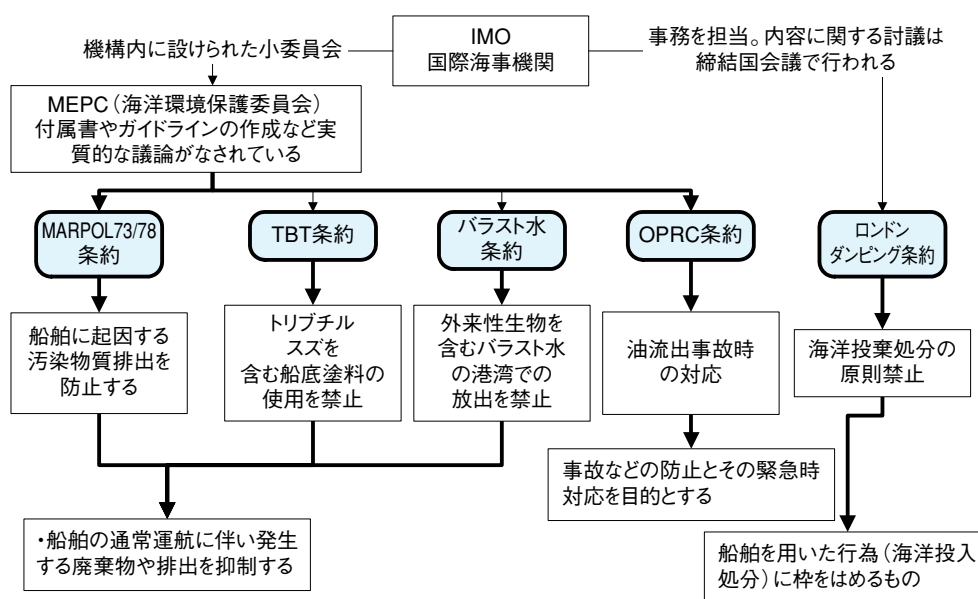 IMO
国際海事機関
機構内に設けられた小委員会
事務を担当。内容に関する討議は
締結国会議で行われる
MEPC（海洋環境保護委員会）
付属書やガイドラインの作成など実
質的な議論がなされている
MARPOL73/78
条約
TBT条約
バラスト水
条約
OPRC条約
ロンドン
ダンピング条約
船舶に起因する
汚染物質排出を
防止する
トリブチル
スズを
含む船底塗料の
使用を禁止
外来性生物を
含むバラスト水
の港湾での
放出を禁止
油流出事故時
の対応
海洋投棄処分の
原則禁止
事故などの防止とその緊急時
対応を目的とする
・船舶の通常運航に伴い発生
する廃棄物や排出を抑制する
船舶を用いた行為（海洋投入
処分）に枠をはめるもの